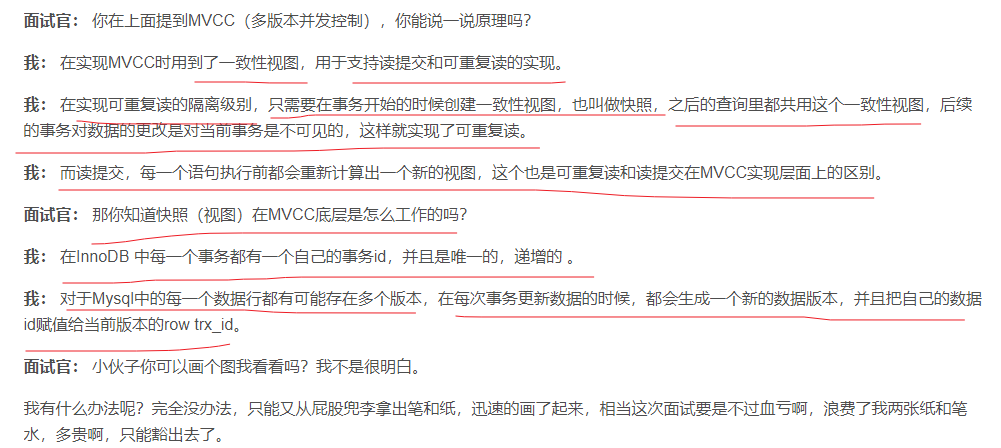 面试官： 你在上面提到MVCC（多版本并发控制），你能说一说原理吗？
我： 在实现MVCC时用到了一致性视图，用于支持读提交和可重复读的实现。
我： 在实现可重复读的隔离级别，只需要在事务开始的时候创建一致性视图，也叫做快照，之后的查询里都共用这个一致性视图，后续
的事务对数据的更改是对当前事务是不可见的，这样就实现了可重复读。
我： 而读提交，每一个语句执行前都会重新计算出一个新的视图，这个也是可重复读和读提交在MVCC实现层面上的区别。
面试官： 那你知道快照（视图）在MVCC底层是怎么工作的吗？
我： 在InnoDB 中每一个事务都有一个自己的事务id，并且是唯一的，递增的 。
我： 对于Mysql中的每一个数据行都有可能存在多个版本，在每次事务更新数据的时候，都会生成一个新的数据版本，并且把自己的数据
id赋值给当前版本的row trx_id。
面试官： 小伙子你可以画个图我看看吗？我不是很明白。
我有什么办法呢？完全没办法，只能又从屁股兜李拿出笔和纸，迅速的画了起来，相当这次面试要是不过血亏啊，浪费了我两张纸和笔
水，多贵啊，只能豁出去了。